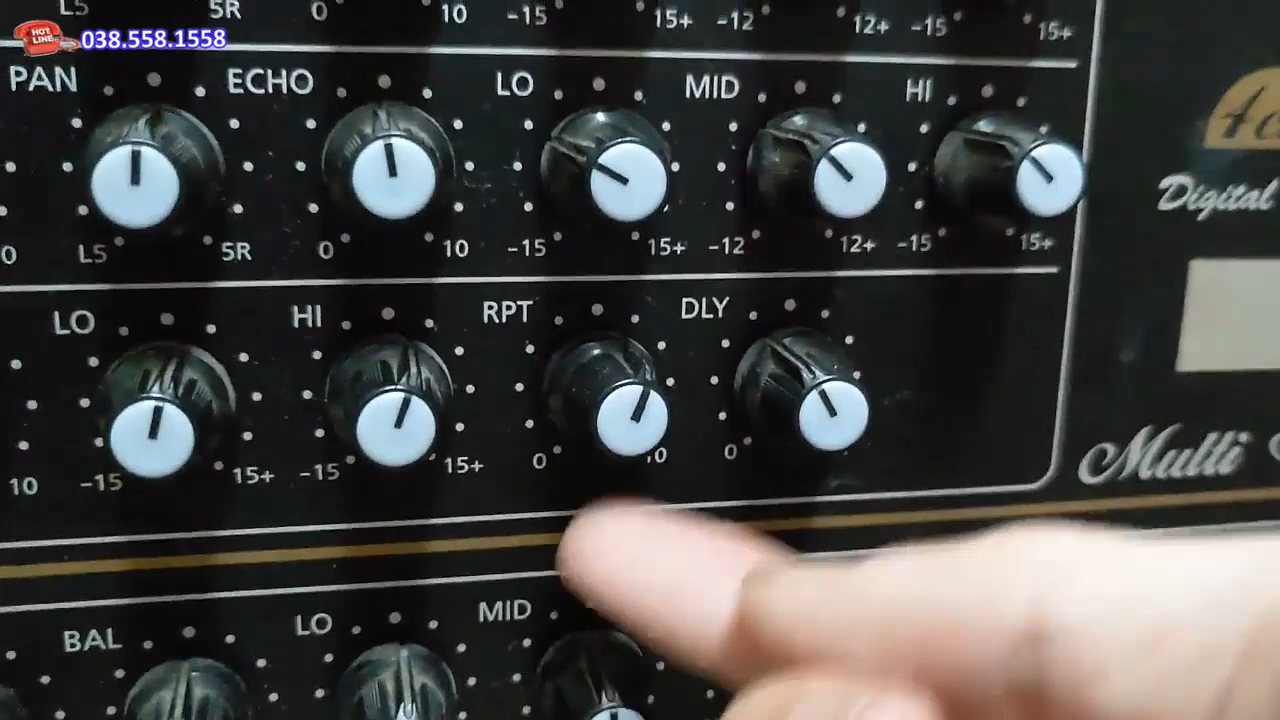 L5 5R 0 10 -15 15+ -12 12+ -15 15+
HOT LINE 038.558.1558
PAN ECHO LO MID HI
0 L5 5R 0 10 -15 15+ -12 12+ -15 15+
Digital
LO HI RPT DLY
10 -15 15+ -15 15+ 0 10 0
Multi
BAL LO MID